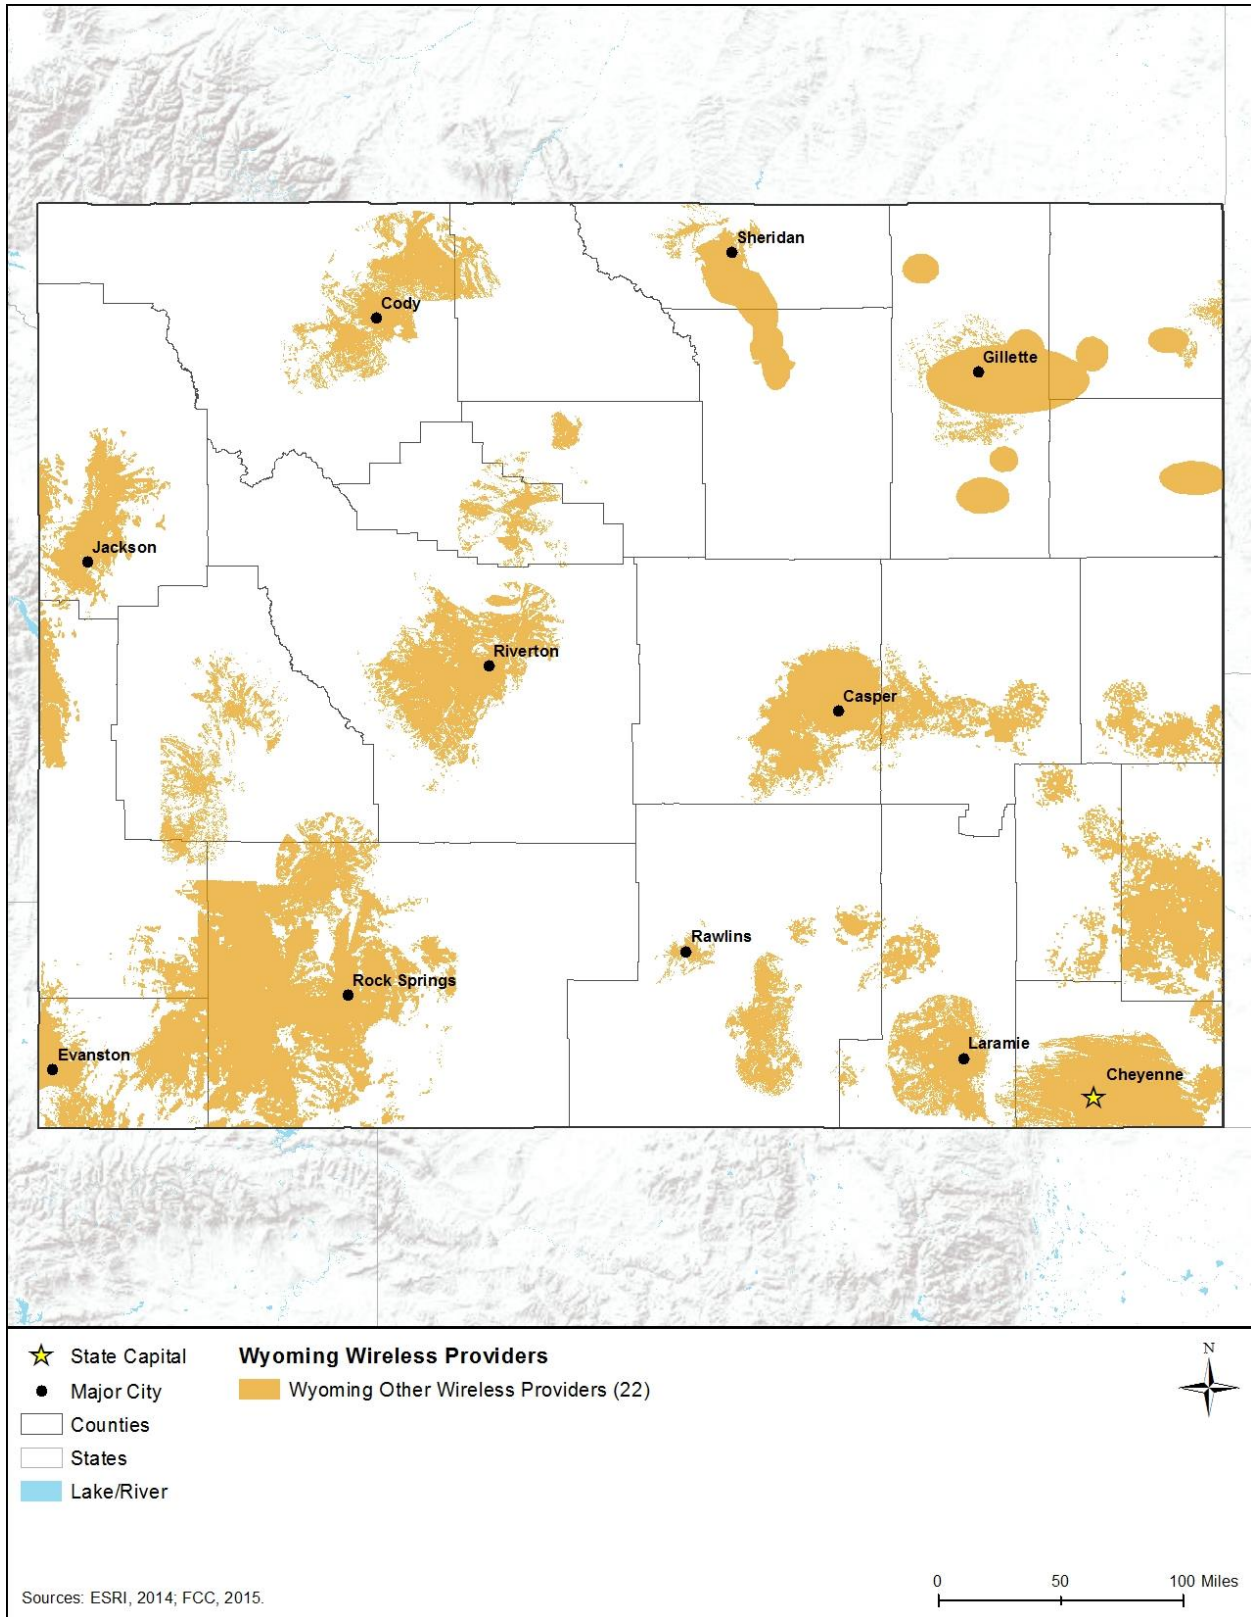 Sheridan
Cody
Gillette
Jackson
Riverton
Casper
Rawlins
Rock Springs
Laramie
Evanston
Cheyenne
State Capital
Major City
Counties
States
Lake/River
Wyoming Wireless Providers
Wyoming Other Wireless Providers (22)
N
Sources: ESRI, 2014; FCC, 2015.
0 50 100 Miles